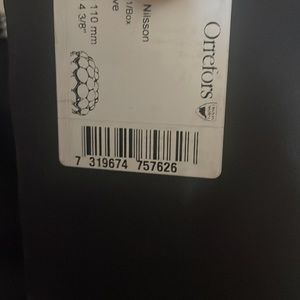 Orrefors
Nilsson
1/Box
ve
110 mm
4 3/8"
7 319674 757626